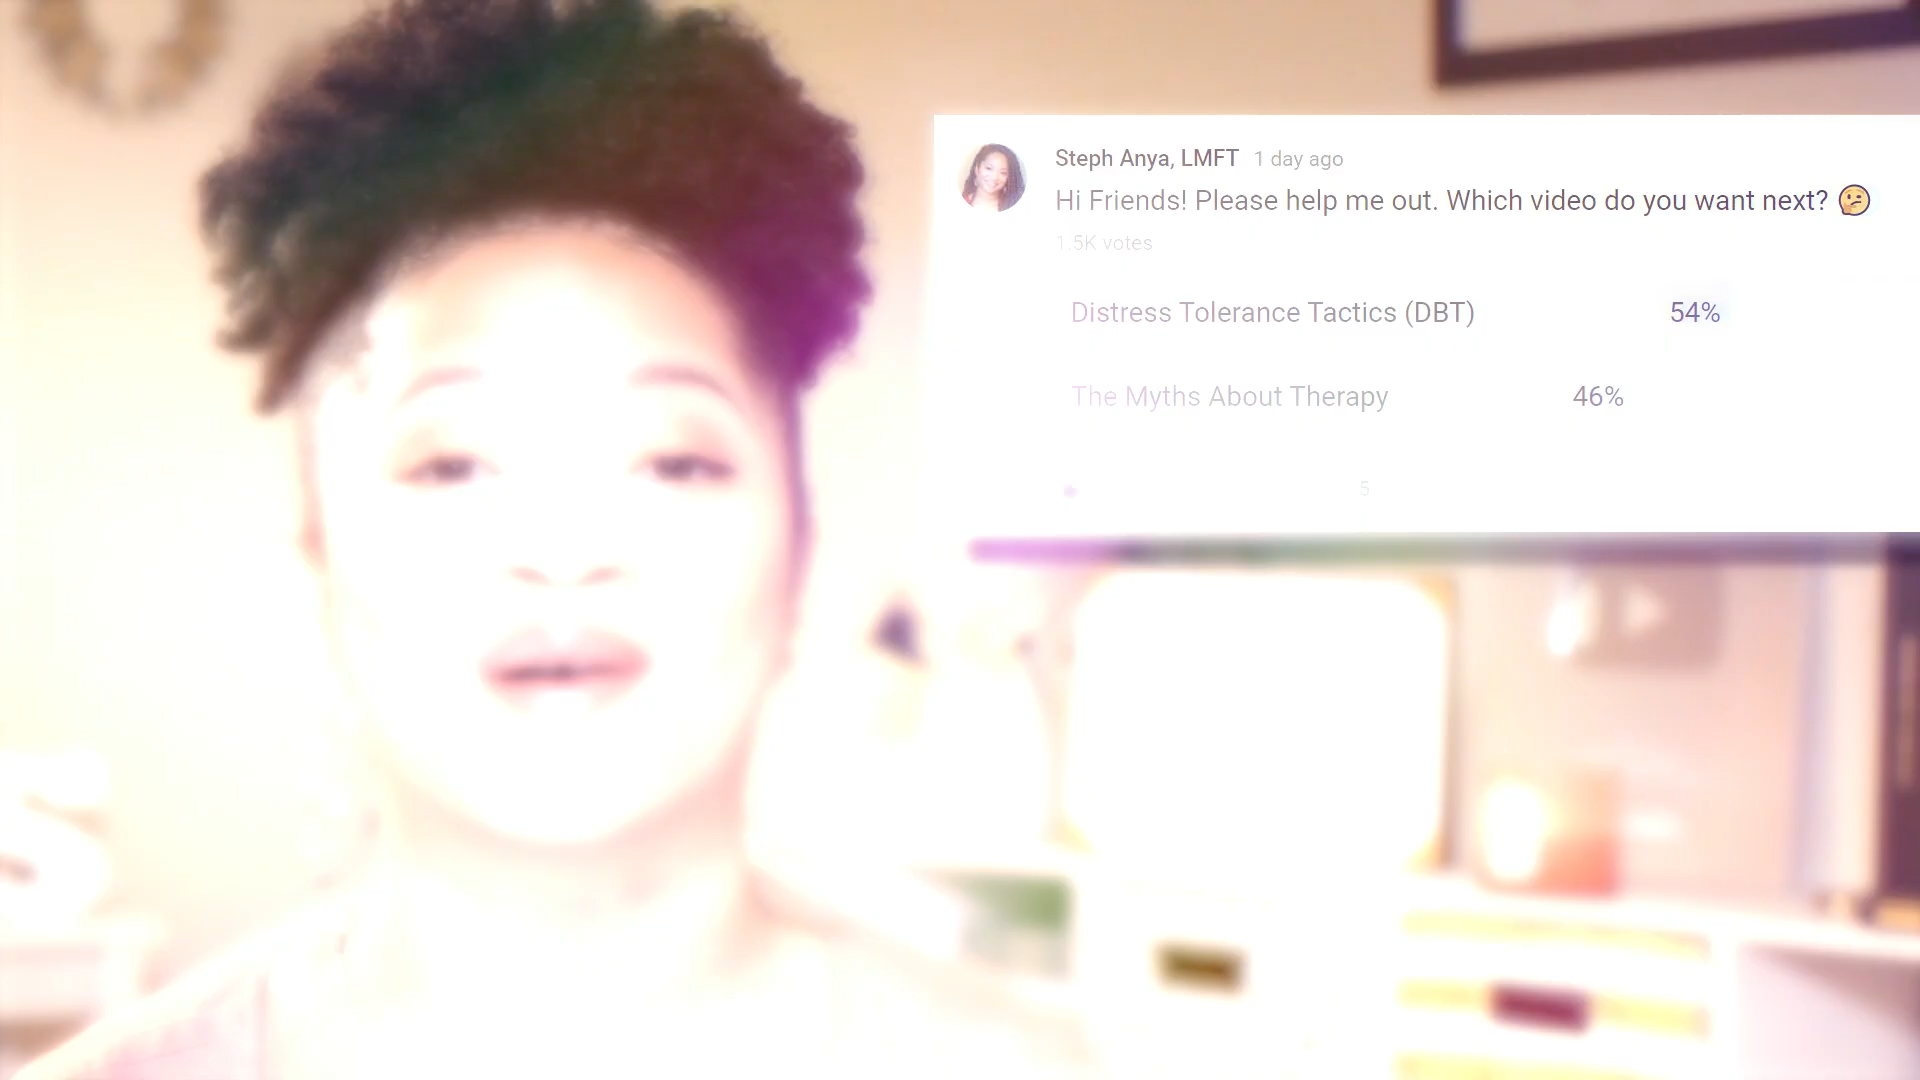 Steph Anya, LMFT 1 day ago
Hi Friends! Please help me out. Which video do you want next? 🤔
1.5K votes
Distress Tolerance Tactics (DBT) 54%
The Myths About Therapy 46%
5